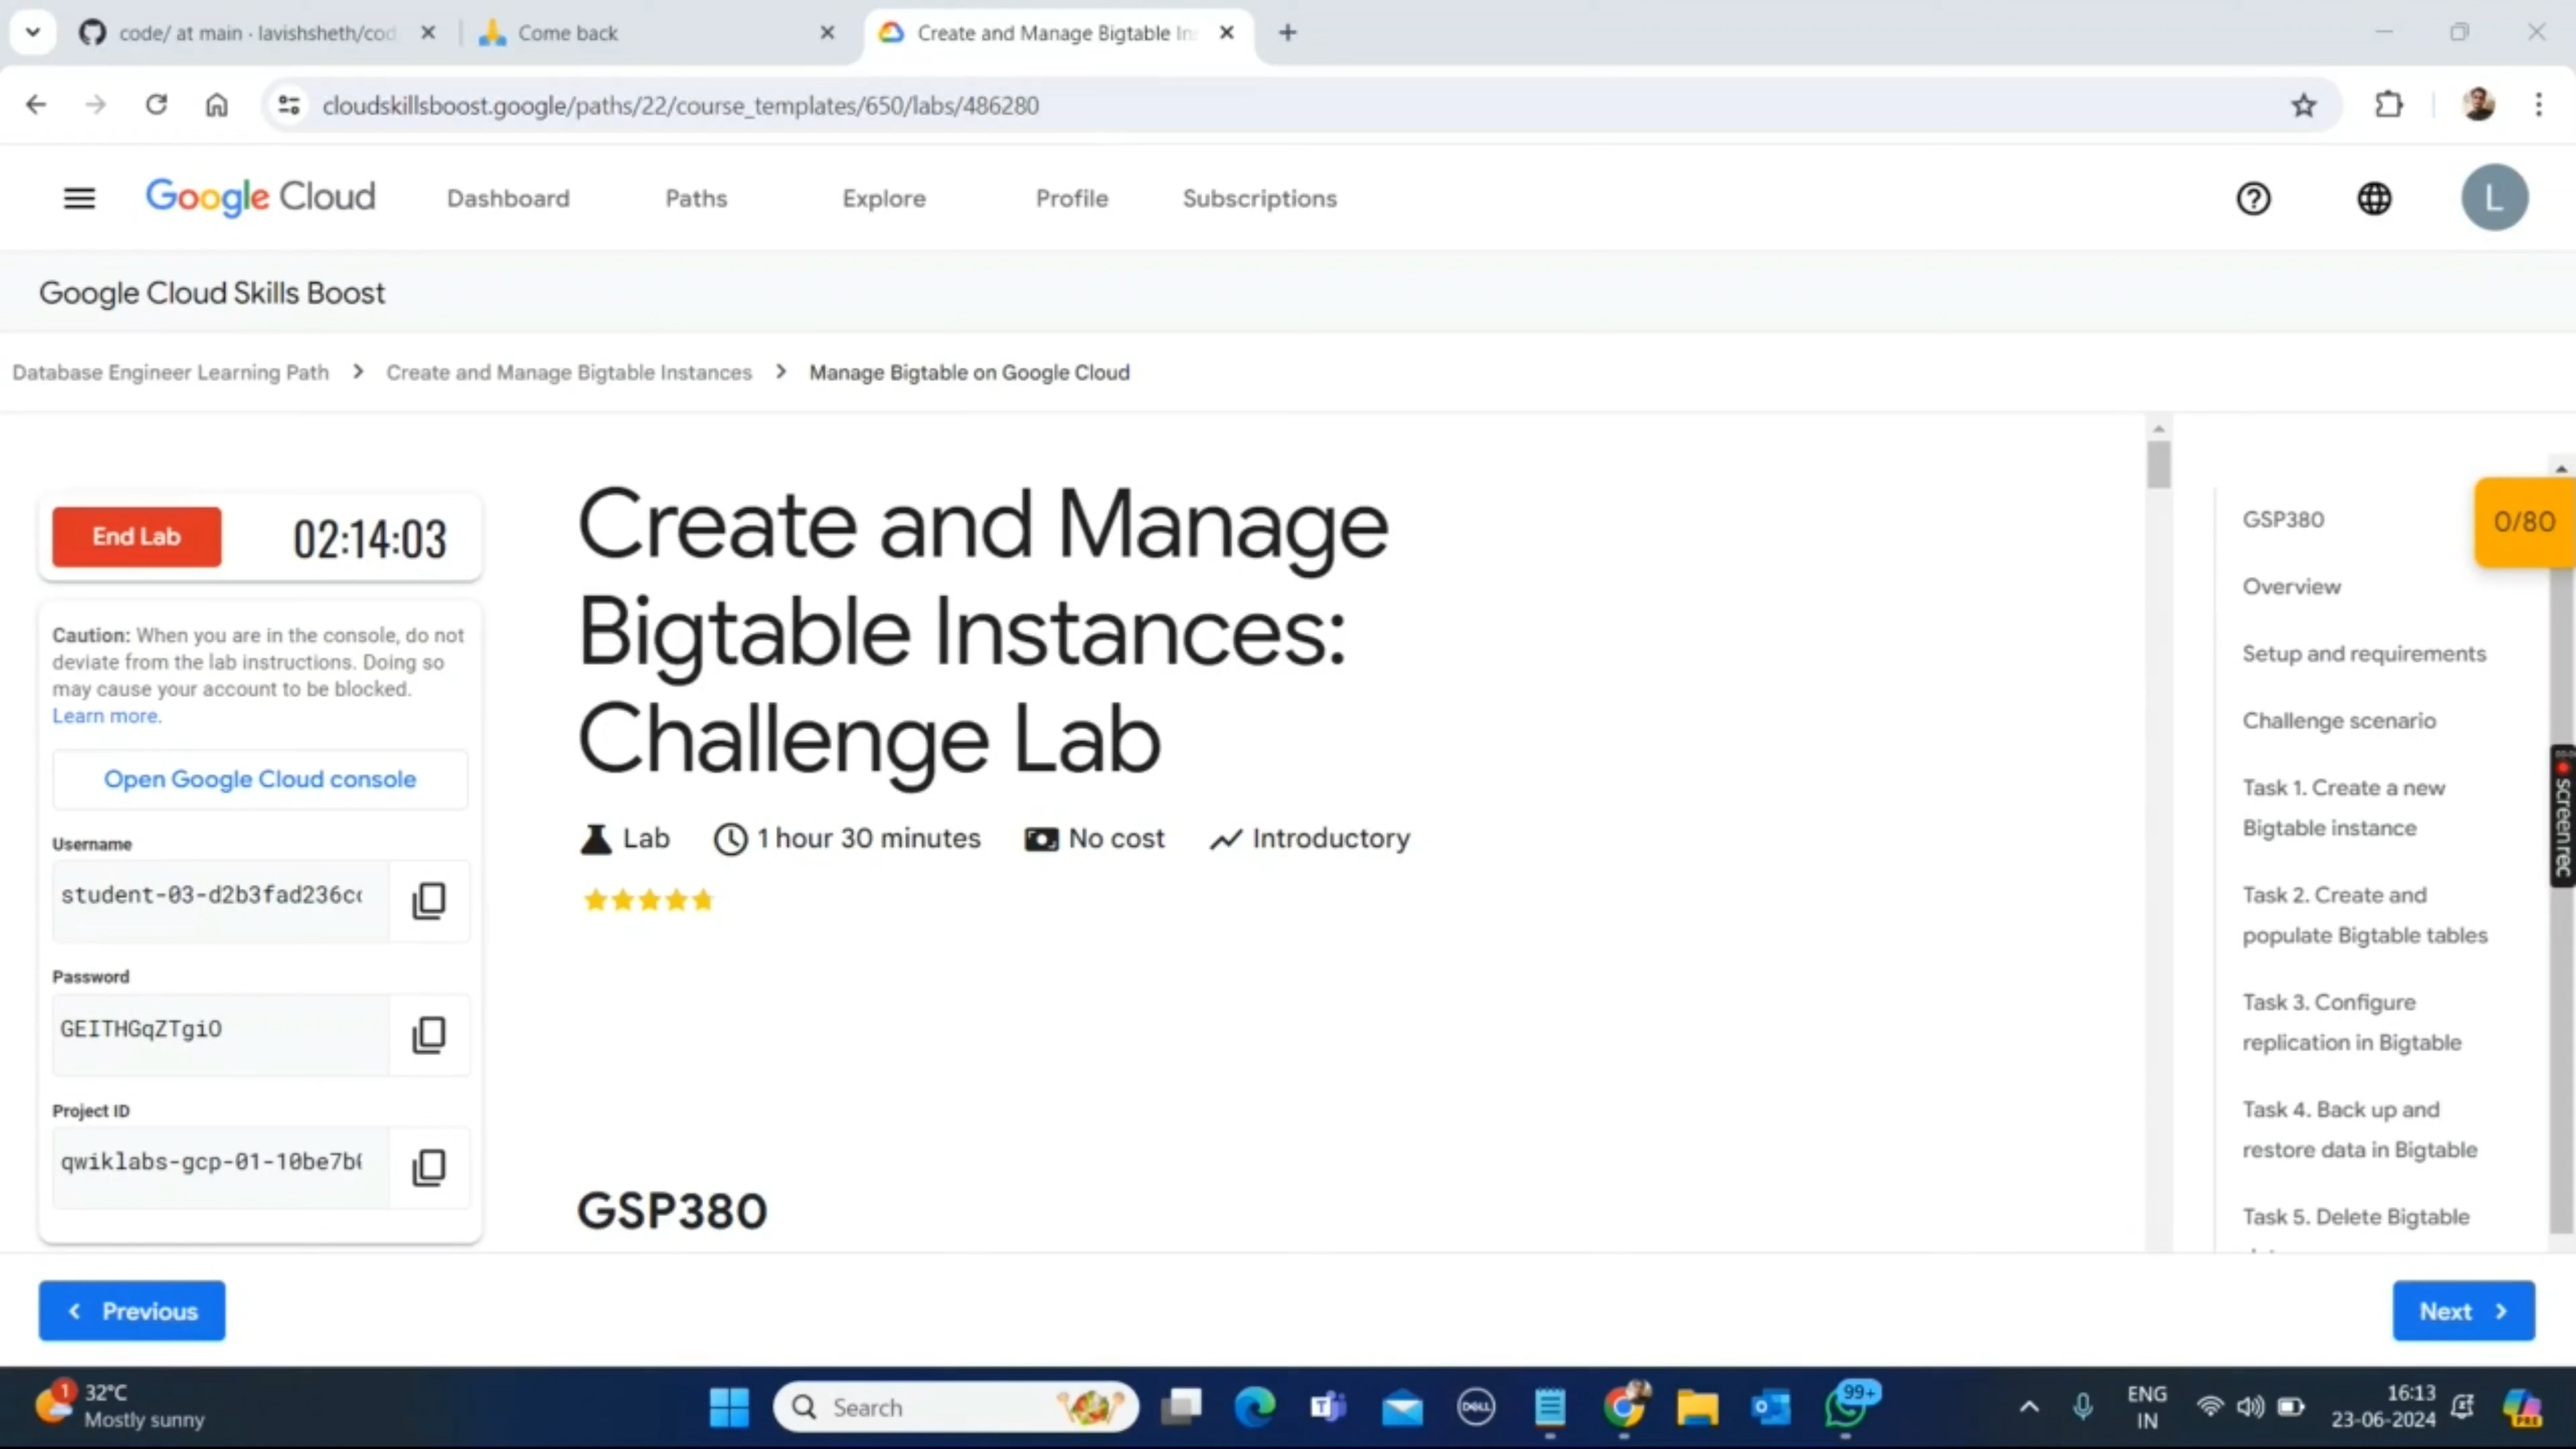 code/ at main · lavishsheth/cod
Come back
Create and Manage Bigtable In
cloudskillsboost.google/paths/22/course_templates/650/labs/486280
Google Cloud
Dashboard
Paths
Explore
Profile
Subscriptions
L
Google Cloud Skills Boost
Database Engineer Learning Path > Create and Manage Bigtable Instances > Manage Bigtable on Google Cloud
End Lab
02:14:03
Caution: When you are in the console, do not
deviate from the lab instructions. Doing so
may cause your account to be blocked.
Learn more.
Open Google Cloud console
Username
student-03-d2b3fad236cc
Password
GEITHGqZTgiO
Project ID
qwiklabs-gcp-01-10be7b0
Create and Manage
Bigtable Instances:
Challenge Lab
Lab
1 hour 30 minutes
No cost
Introductory
GSP380
GSP380
0/80
Overview
Setup and requirements
Challenge scenario
Task 1. Create a new
Bigtable instance
Task 2. Create and
populate Bigtable tables
Task 3. Configure
replication in Bigtable
Task 4. Back up and
restore data in Bigtable
Task 5. Delete Bigtable
screenrec
Previous
Next
1
32°C
Mostly sunny
Search
DELL
99+
ENG
IN
16:13
23-06-2024
PRE